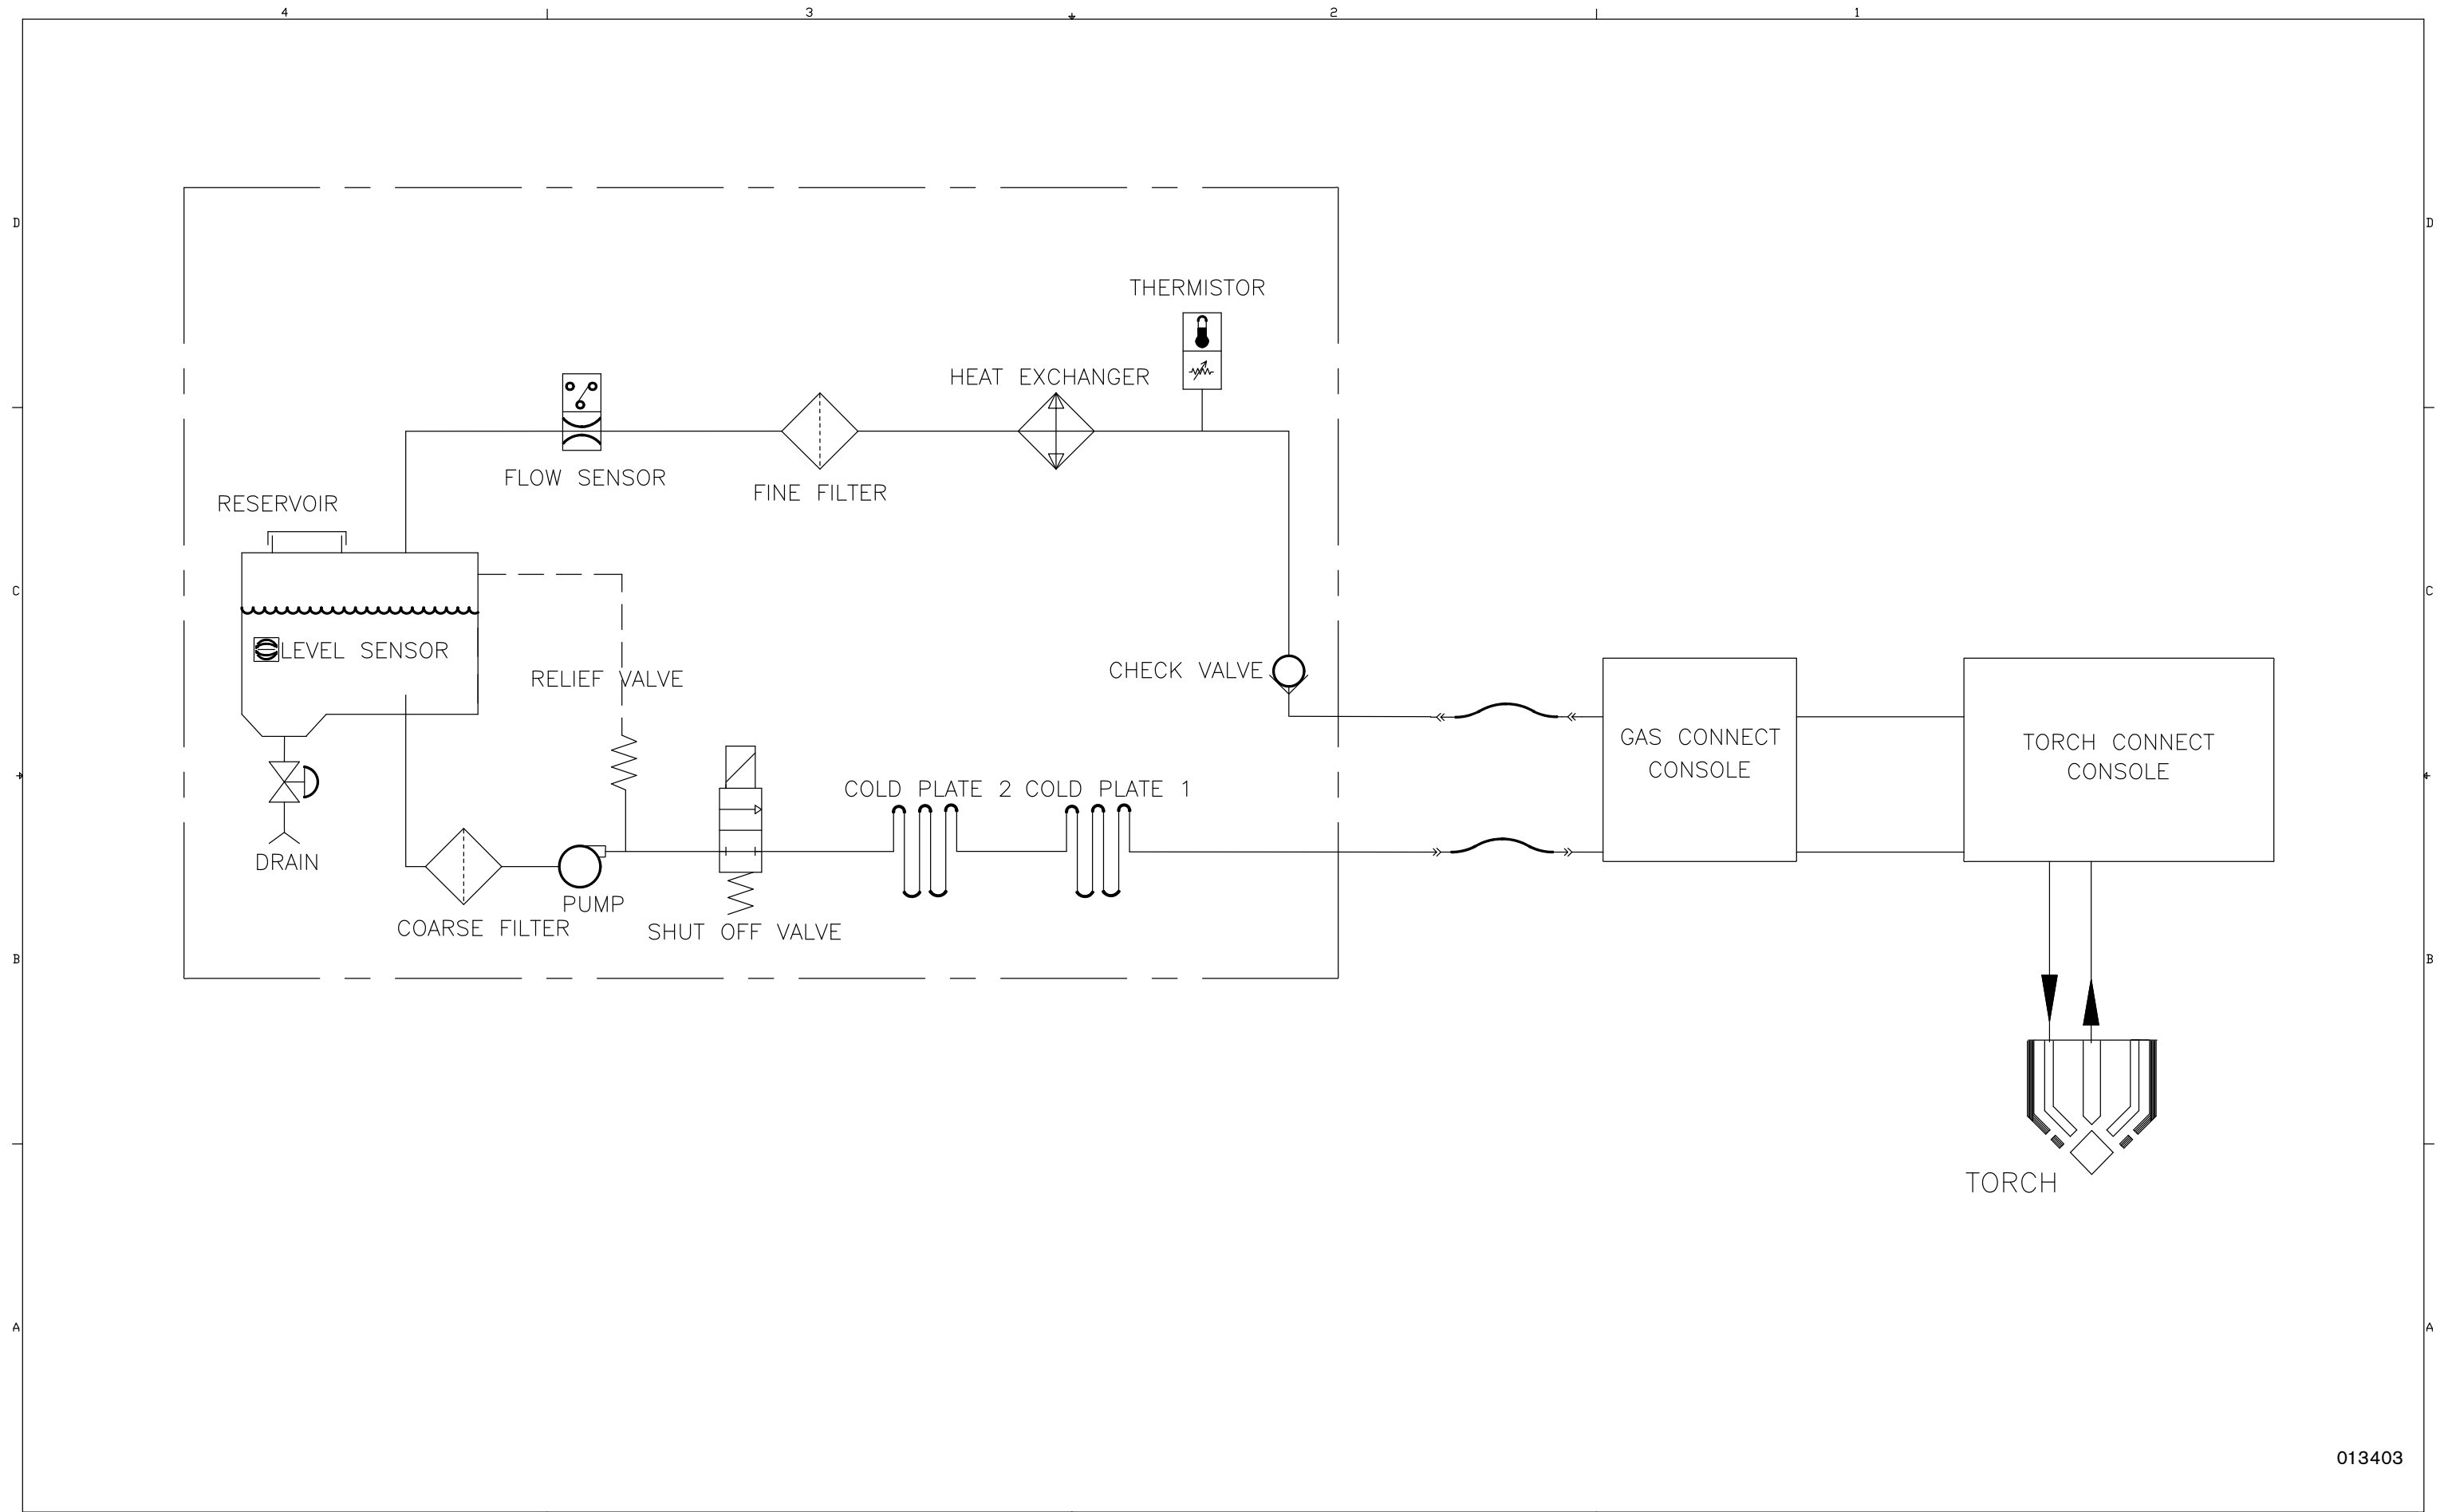 4 3 2 1
D D
THERMISTOR
HEAT EXCHANGER
FLOW SENSOR
FINE FILTER
RESERVOIR
C C
LEVEL SENSOR
RELIEF VALVE
CHECK VALVE
GAS CONNECT
CONSOLE
TORCH CONNECT
CONSOLE
COLD PLATE 2 COLD PLATE 1
DRAIN
PUMP
COARSE FILTER
SHUT OFF VALVE
B B
TORCH
A A
013403